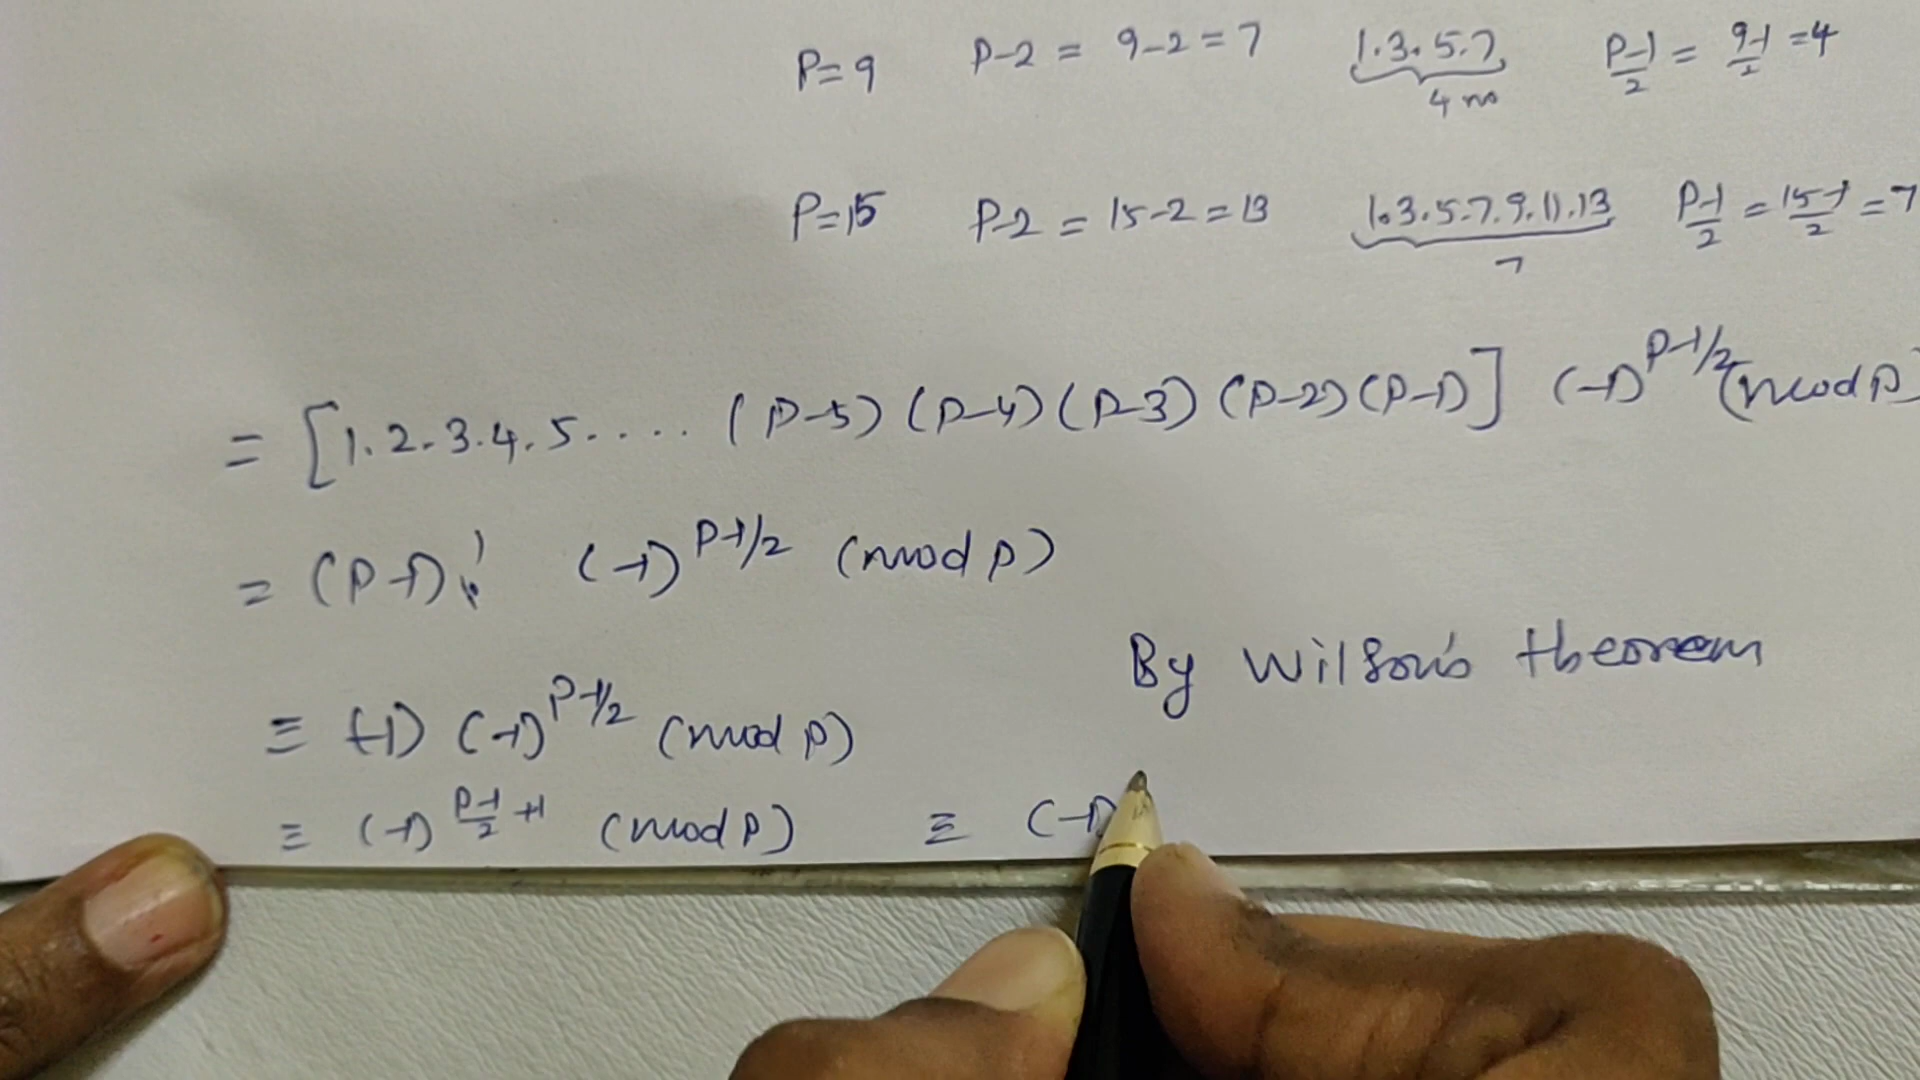 P=9 P-2 = 9-2=7 1.3.5.7 P-1/2 = 9-1/2 =4
4 no
P=15 P-2 = 15-2=13 1.3.5.7.9.11.13 P-1/2 = 15-1/2 =7
7
= [1.2.3.4.5..... (P-5) (P-4) (P-3) (P-2) (P-1)] (-1)^P-1/2 (mod P)
= (P-1)! (-1)^P-1/2 (mod P)
By Wilson's theorem
≡ (-1) (-1)^P-1/2 (mod P)
≡ (-1)^P-1/2 +1 (mod P) ≡ (-1)